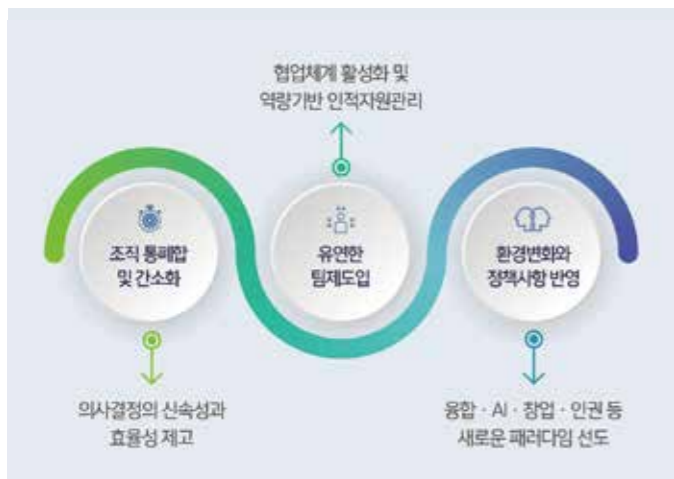 협업체계 활성화 및
역량기반 인적자원관리
조직 통폐합
및 간소화
유연한
팀제도입
환경변화와
정책사항 반영
의사결정의 신속성과
효율성 제고
융합 · AI · 창업 · 인권 등
새로운 패러다임 선도